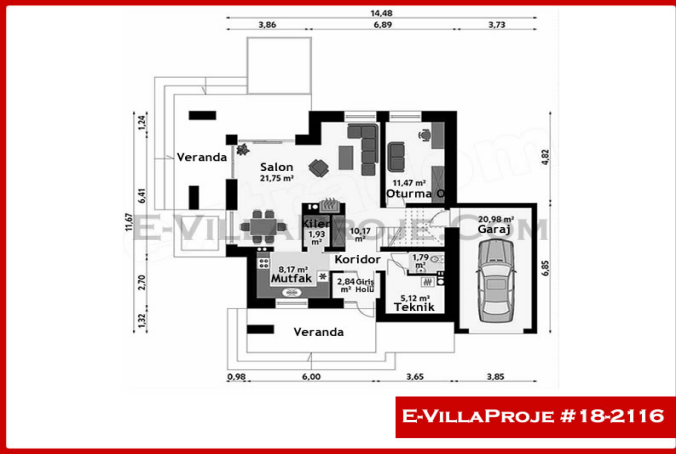 14,48
3,86 6,89 3,73
1,24
6,41
11,67
2,70
1,32
4,82
6,85
Veranda
Salon
21,75 m²
11,47 m²
Oturma O
E-VillaProje.Com
Kiler
1,93
m²
10,17
20,98 m²
Garaj
Koridor
1,79
m²
8,17 m²
Mutfak
2,84 Giriş
m² Holü
5,12 m²
Teknik
Veranda
0,98 6,00 3,65 3,85
E-VillaProje #18-2116